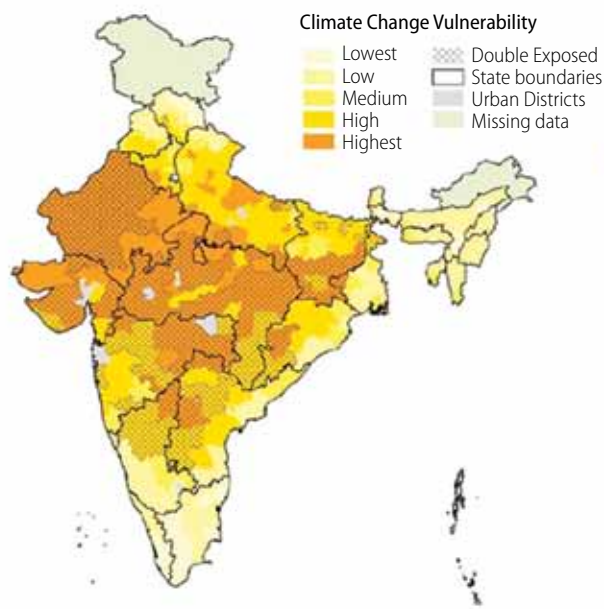 Climate Change Vulnerability
Lowest
Low
Medium
High
Highest
Double Exposed
State boundaries
Urban Districts
Missing data